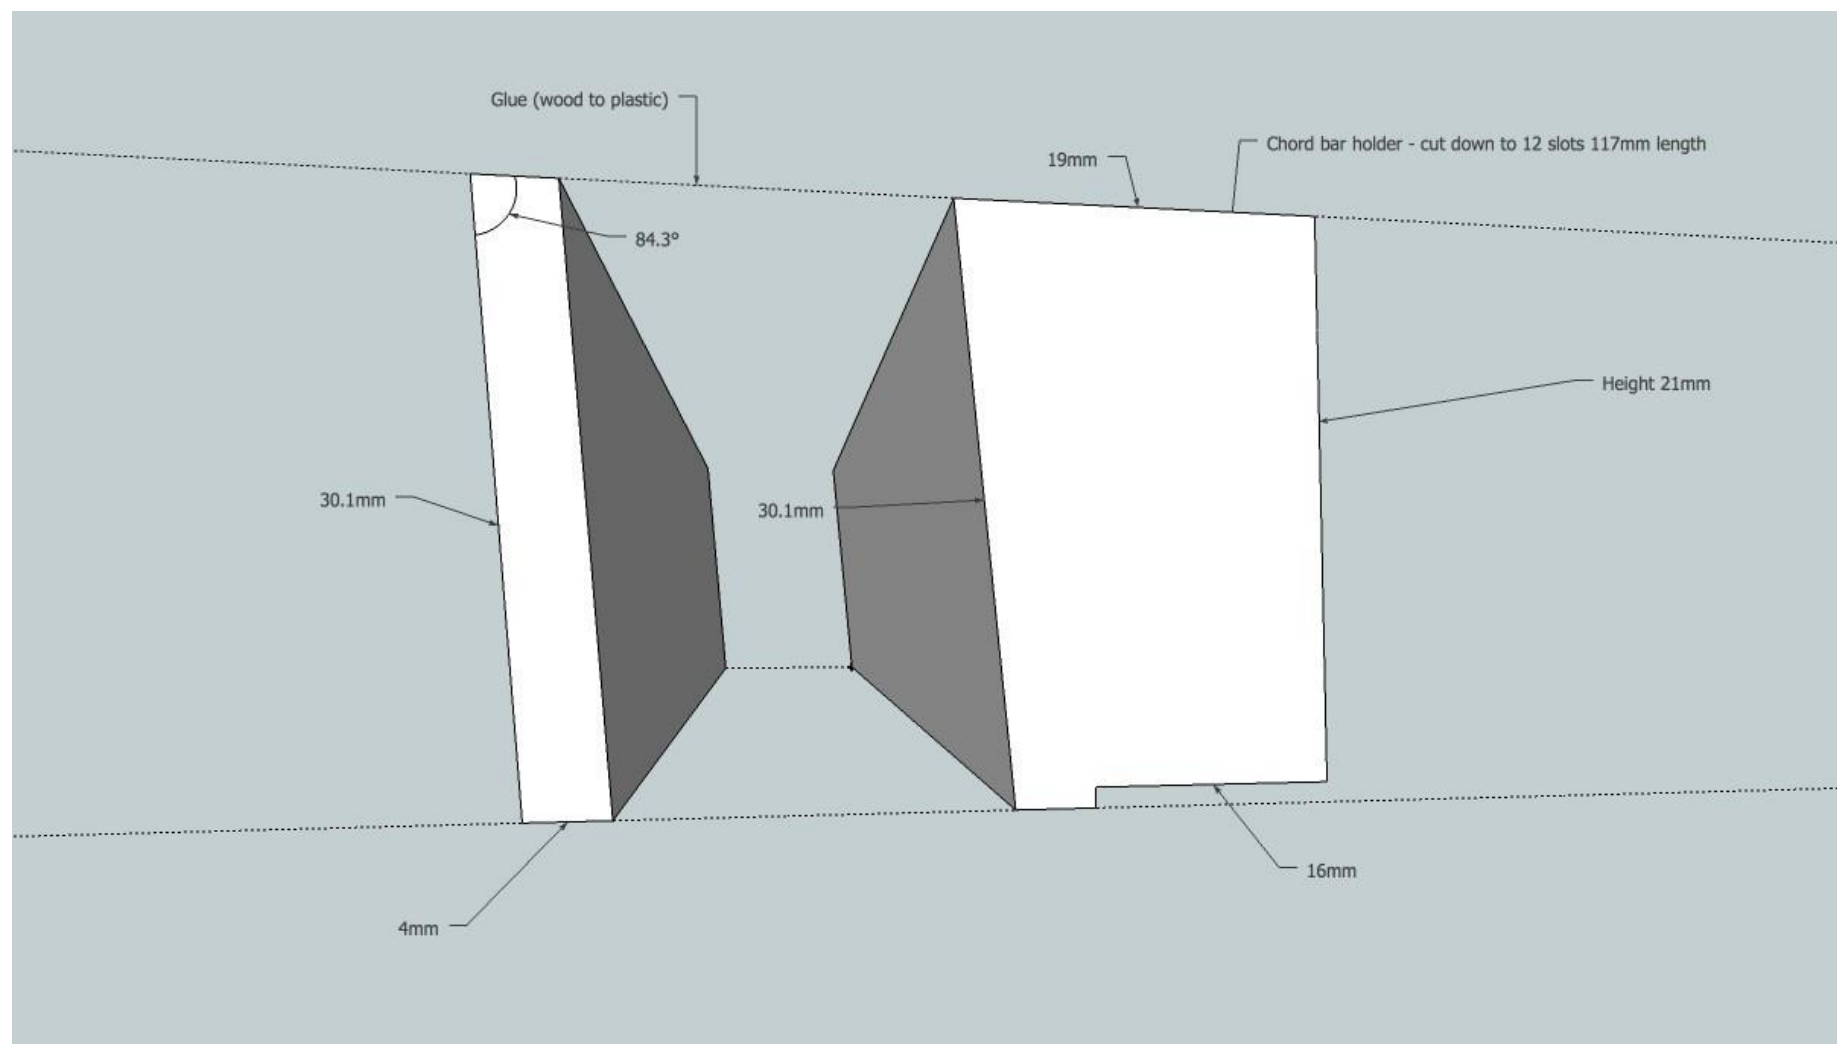 Glue (wood to plastic)
19mm
Chord bar holder - cut down to 12 slots 117mm length
84.3°
Height 21mm
30.1mm
30.1mm
16mm
4mm